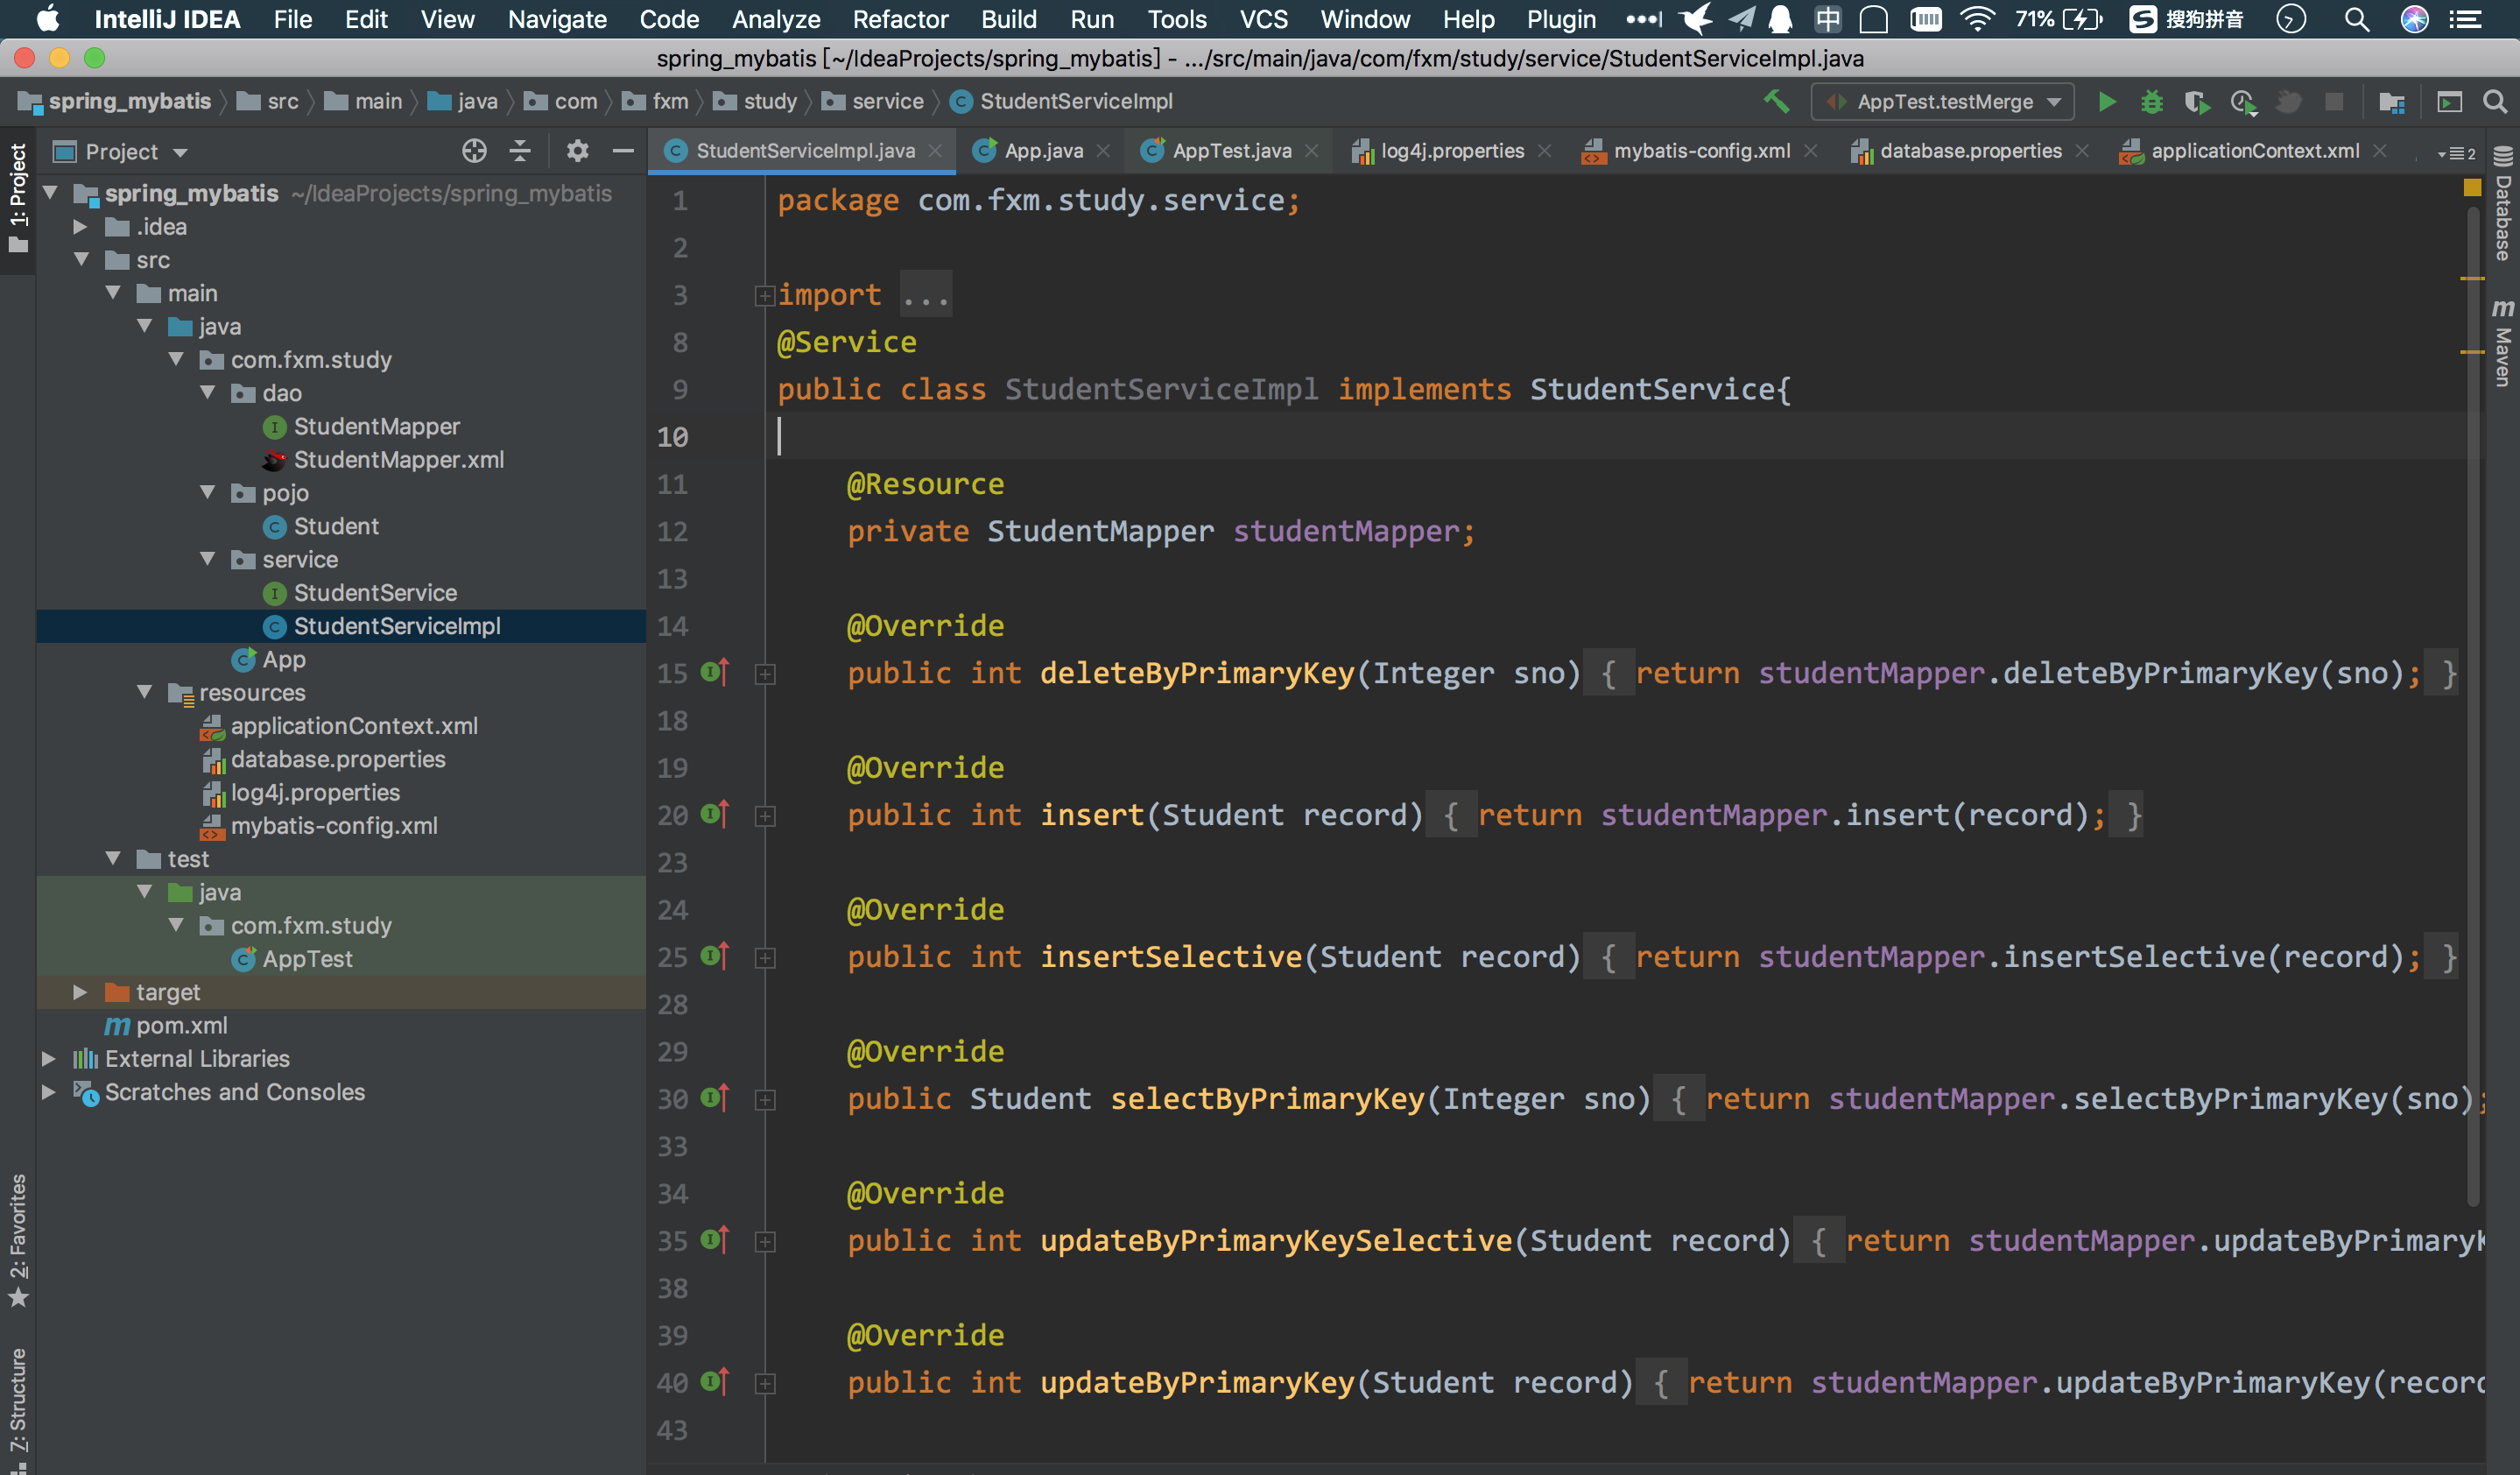 IntelliJ IDEA File Edit View Navigate Code Analyze Refactor Build Run Tools VCS Window Help Plugin 中 71% S 搜狗拼音
spring_mybatis [~/IdeaProjects/spring_mybatis] - .../src/main/java/com/fxm/study/service/StudentServiceImpl.java
spring_mybatis src main java com fxm study service StudentServiceImpl AppTest.testMerge
Project
StudentServiceImpl.java App.java AppTest.java log4j.properties mybatis-config.xml database.properties applicationContext.xml 2
1: Project
2: Favorites
7: Structure
spring_mybatis ~/IdeaProjects/spring_mybatis
.idea
src
main
java
com.fxm.study
dao
StudentMapper
StudentMapper.xml
pojo
Student
service
StudentService
StudentServiceImpl
App
resources
applicationContext.xml
database.properties
log4j.properties
mybatis-config.xml
test
java
com.fxm.study
AppTest
target
pom.xml
External Libraries
Scratches and Consoles
1 package com.fxm.study.service;
2
3 import ...
8 @Service
9 public class StudentServiceImpl implements StudentService{
10
11 @Resource
12 private StudentMapper studentMapper;
13
14 @Override
15 public int deleteByPrimaryKey(Integer sno) { return studentMapper.deleteByPrimaryKey(sno); }
18
19 @Override
20 public int insert(Student record) { return studentMapper.insert(record); }
23
24 @Override
25 public int insertSelective(Student record) { return studentMapper.insertSelective(record); }
28
29 @Override
30 public Student selectByPrimaryKey(Integer sno) { return studentMapper.selectByPrimaryKey(sno);
33
34 @Override
35 public int updateByPrimaryKeySelective(Student record) { return studentMapper.updateByPrimaryK
38
39 @Override
40 public int updateByPrimaryKey(Student record) { return studentMapper.updateByPrimaryKey(record
43
Database
m Maven